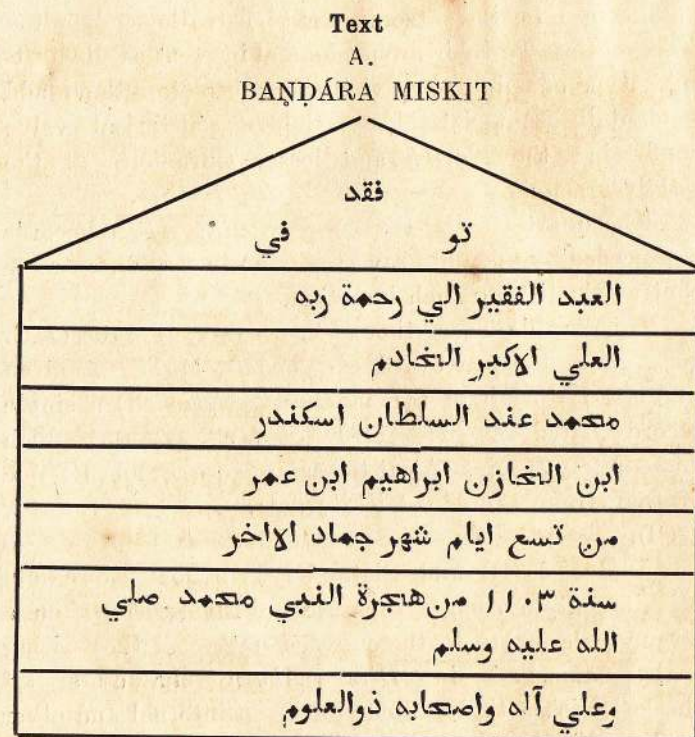 Text
A.
BAṆḌÁRA MISKIT
فقد
تو في
العبد الفقير الي رحمة ربه
العلي الاكبر الخادم
محمد عند السلطان اسكندر
ابن الخازن ابراهيم ابن عمر
من تسع ايام شهر جماد الاخر
سنة ١١٠٣ من هجرة النبي محمد صلي
الله عليه وسلم
وعلي آله واصحابه ذوالعلوم